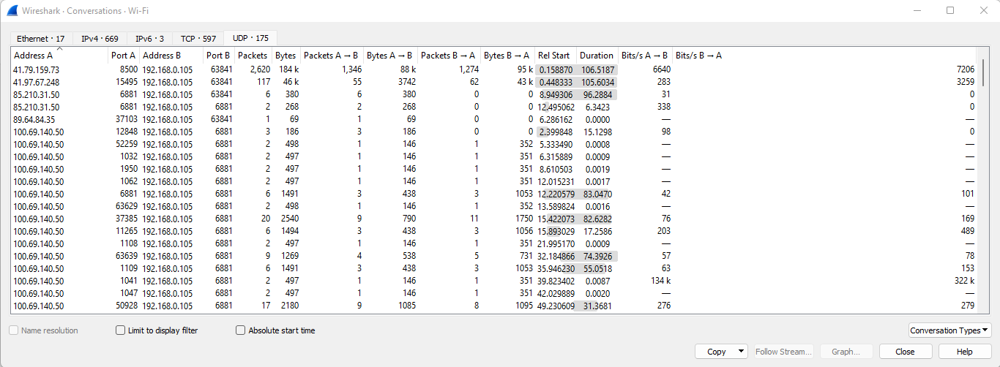 Wireshark · Conversations · Wi-Fi
Ethernet · 17 IPv4 · 669 IPv6 · 3 TCP · 597 UDP · 175
Address A Port A Address B Port B Packets Bytes Packets A → B Bytes A → B Packets B → A Bytes B → A Rel Start Duration Bits/s A → B Bits/s B → A
41.79.159.73 8500 192.168.0.105 63841 2,620 184 k 1,346 88 k 1,274 95 k 0.158870 106.5187 6640 7206
41.97.67.248 15495 192.168.0.105 63841 117 46 k 55 3742 62 43 k 0.448333 105.6034 283 3259
85.210.31.50 6881 192.168.0.105 63841 6 380 6 380 0 0 8.949306 96.2884 31 0
85.210.31.50 6881 192.168.0.105 6881 2 268 2 268 0 0 12.495062 6.3423 338 0
89.64.84.35 37103 192.168.0.105 63841 1 69 1 69 0 0 6.286162 0.0000 — —
100.69.140.50 12848 192.168.0.105 6881 3 186 3 186 0 0 2.399848 15.1298 98 0
100.69.140.50 52259 192.168.0.105 6881 2 498 1 146 1 352 5.333490 0.0008 — —
100.69.140.50 1032 192.168.0.105 6881 2 497 1 146 1 351 6.315889 0.0009 — —
100.69.140.50 1950 192.168.0.105 6881 2 497 1 146 1 351 8.610503 0.0019 — —
100.69.140.50 1062 192.168.0.105 6881 2 497 1 146 1 351 12.015231 0.0017 — —
100.69.140.50 6881 192.168.0.105 6881 6 1491 3 438 3 1053 12.220579 83.0470 42 101
100.69.140.50 63629 192.168.0.105 6881 2 498 1 146 1 352 13.589824 0.0016 — —
100.69.140.50 37385 192.168.0.105 6881 20 2540 9 790 11 1750 15.422073 82.6282 76 169
100.69.140.50 11265 192.168.0.105 6881 6 1494 3 438 3 1056 15.893029 17.2586 203 489
100.69.140.50 1108 192.168.0.105 6881 2 497 1 146 1 351 21.995170 0.0009 — —
100.69.140.50 63639 192.168.0.105 6881 9 1269 4 538 5 731 32.184866 74.3926 57 78
100.69.140.50 1109 192.168.0.105 6881 6 1491 3 438 3 1053 35.946230 55.0518 63 153
100.69.140.50 1041 192.168.0.105 6881 2 497 1 146 1 351 39.823402 0.0087 134 k 322 k
100.69.140.50 1047 192.168.0.105 6881 2 497 1 146 1 351 42.029889 0.0020 — —
100.69.140.50 50928 192.168.0.105 6881 17 2180 9 1085 8 1095 49.230609 31.3681 276 279
Name resolution Limit to display filter Absolute start time Conversation Types
Copy Follow Stream... Graph... Close Help